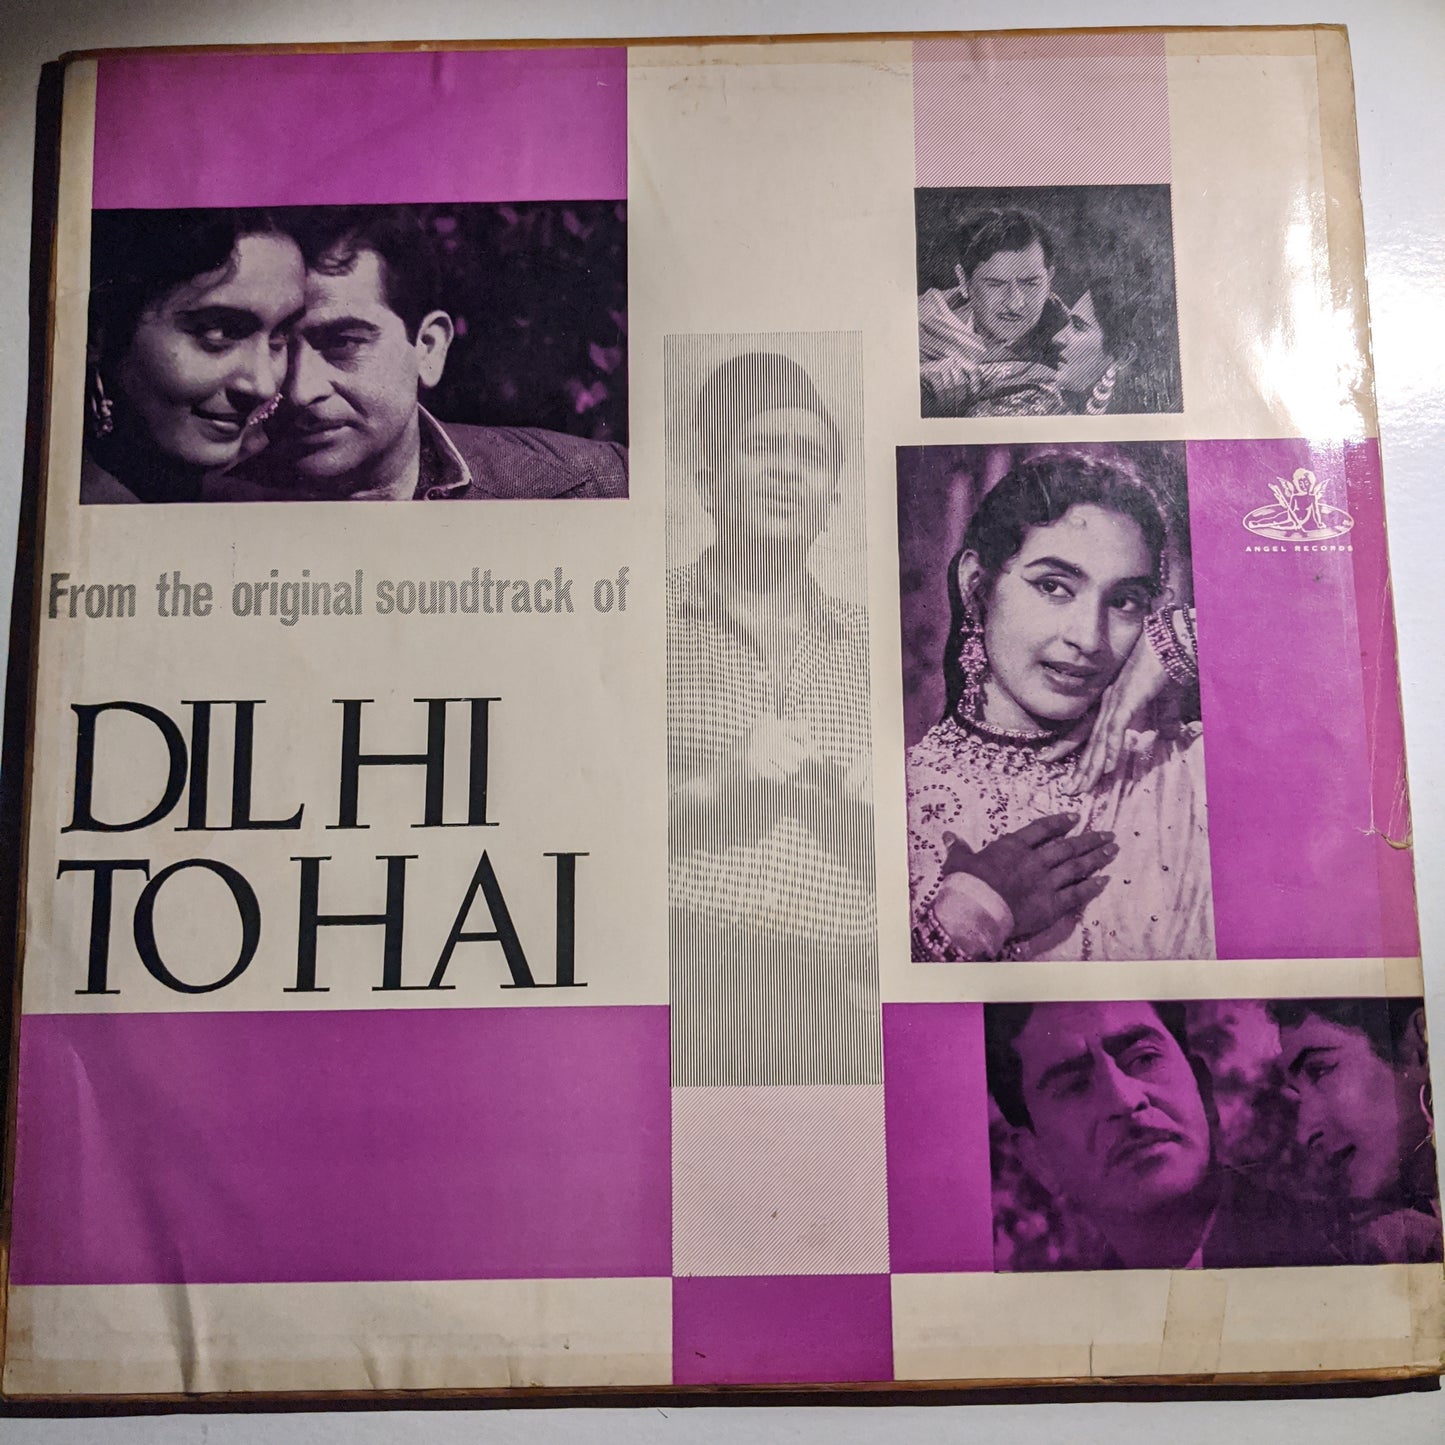 From the original soundtrack of
DIL HI
TO HAI
ANGEL RECORDS